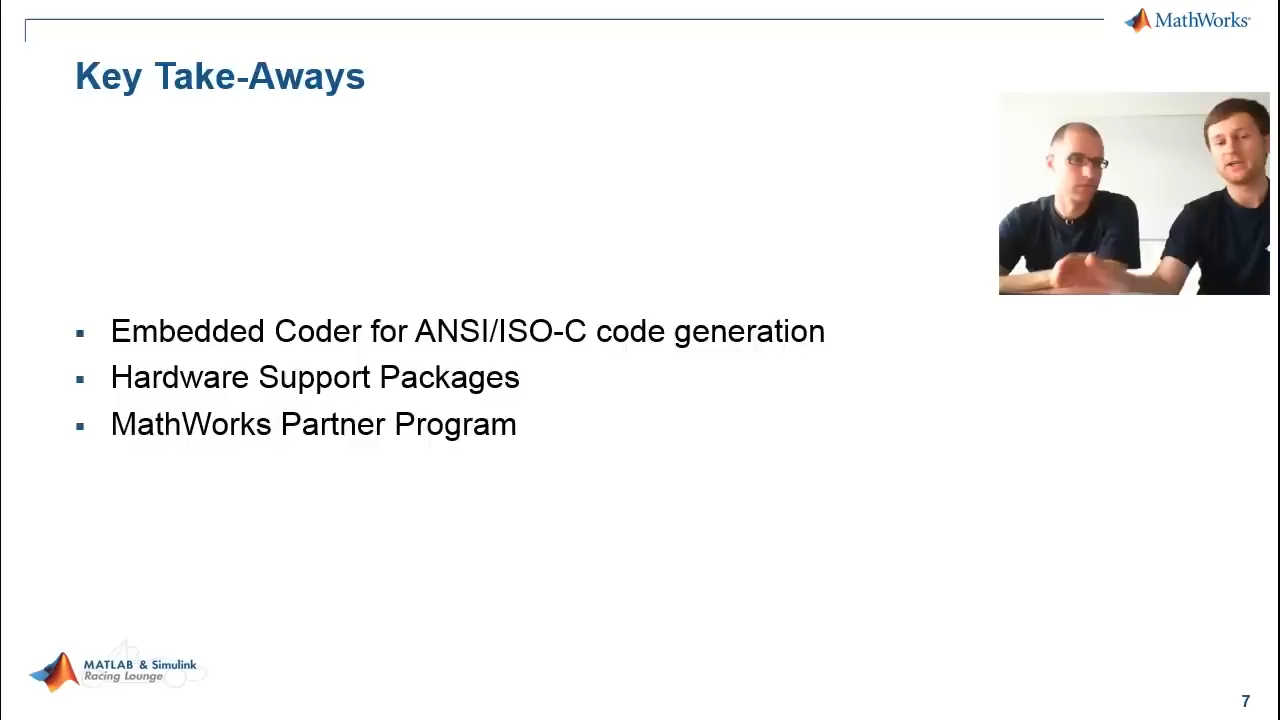 MathWorks®
Key Take-Aways
▪ Embedded Coder for ANSI/ISO-C code generation
▪ Hardware Support Packages
▪ MathWorks Partner Program
MATLAB & Simulink
Racing Lounge
7